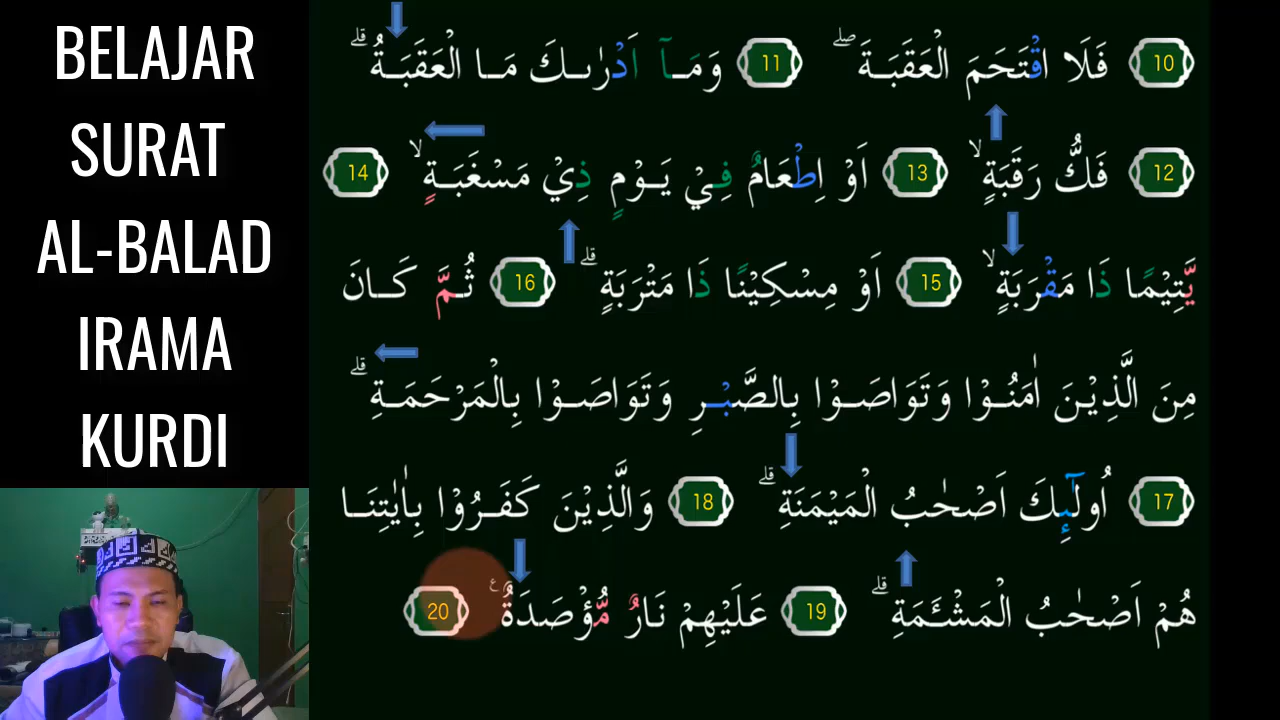 BELAJAR
SURAT
AL-BALAD
IRAMA
KURDI
10 فَلَا اقْتَحَمَ الْعَقَبَةَ ۖ 11 وَمَآ اَدْرٰىكَ مَا الْعَقَبَةُ ۗ
12 فَكُّ رَقَبَةٍ ۙ 13 اَوْ اِطْعَامٌ فِيْ يَوْمٍ ذِيْ مَسْغَبَةٍ ۙ 14
يَّتِيْمًا ذَا مَقْرَبَةٍ ۙ 15 اَوْ مِسْكِيْنًا ذَا مَتْرَبَةٍ ۗ 16 ثُمَّ كَانَ
مِنَ الَّذِيْنَ اٰمَنُوْا وَتَوَاصَوْا بِالصَّبْرِ وَتَوَاصَوْا بِالْمَرْحَمَةِ ۗ
17 اُولٰۤىِٕكَ اَصْحٰبُ الْمَيْمَنَةِ ۗ 18 وَالَّذِيْنَ كَفَرُوْا بِاٰيٰتِنَا
هُمْ اَصْحٰبُ الْمَشْـَٔمَةِ ۗ 19 عَلَيْهِمْ نَارٌ مُّؤْصَدَةٌ ࣖ 20